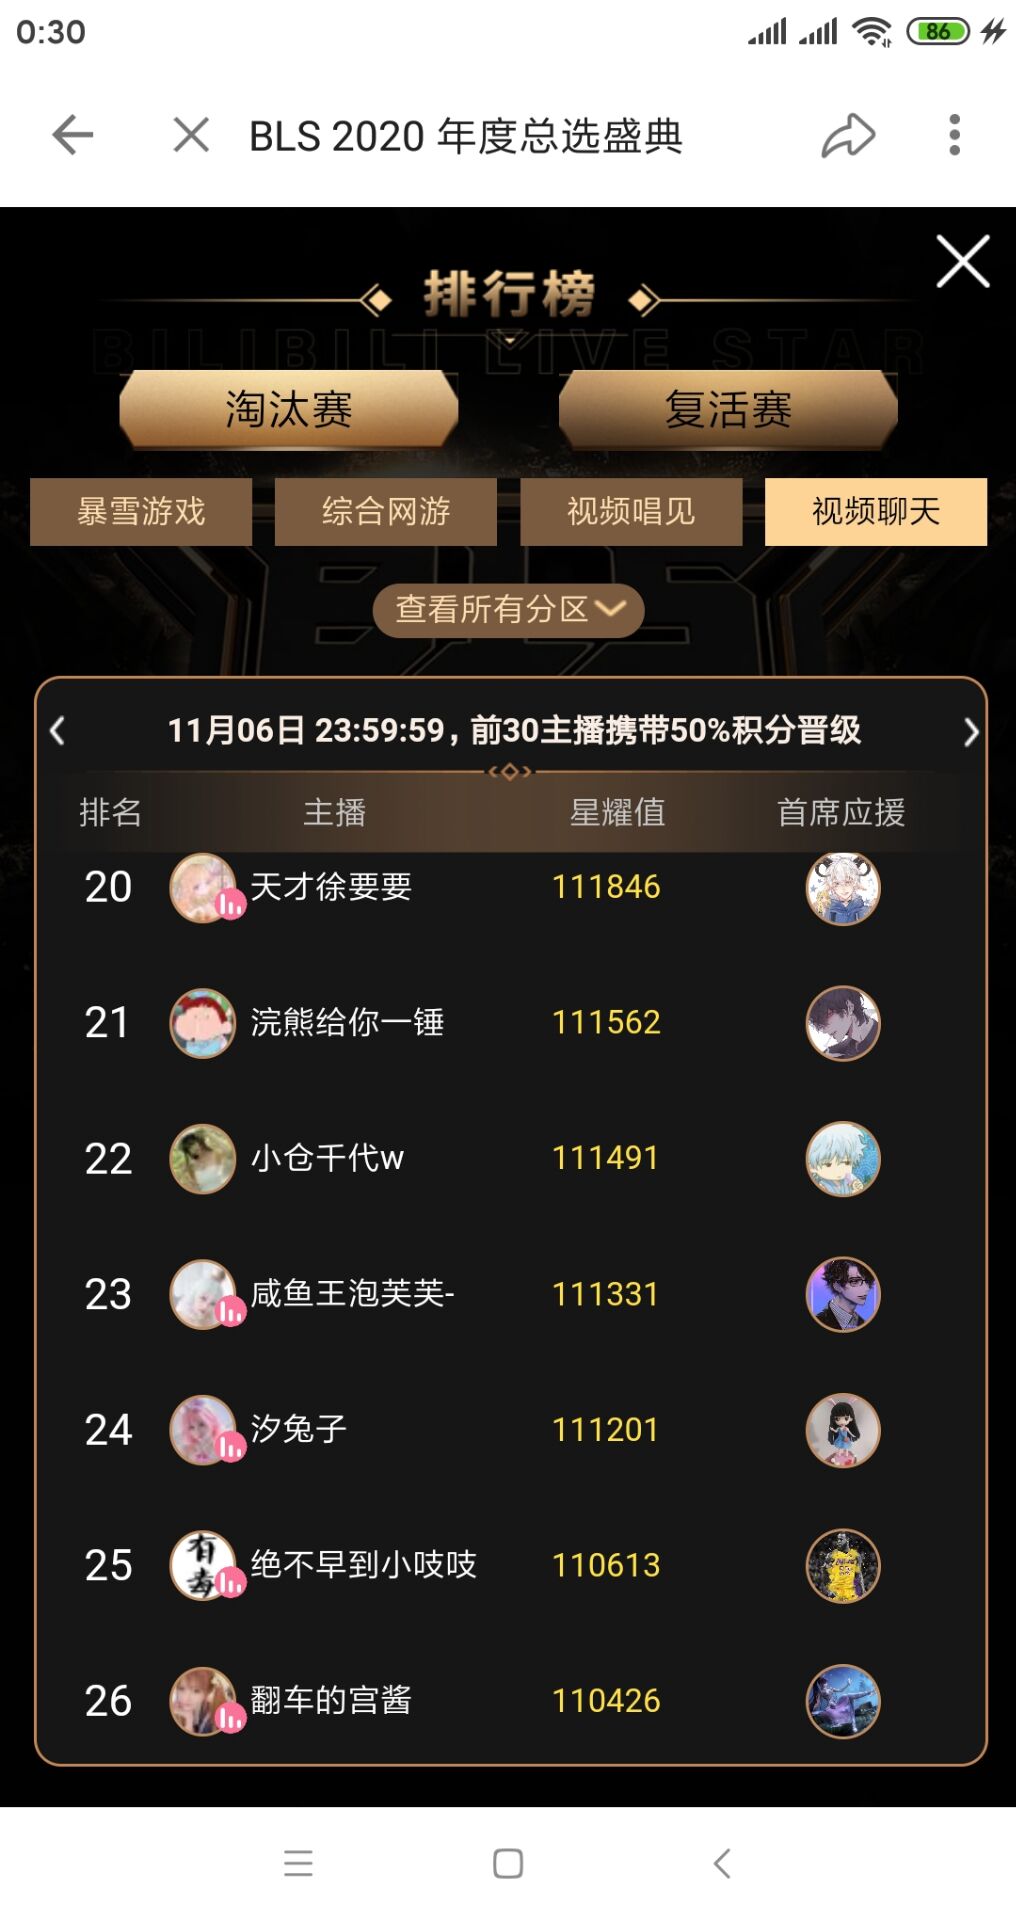 0:30
86
BLS 2020 年度总选盛典
排行榜
BILIBILI LIVE STAR
淘汰赛 复活赛
暴雪游戏 综合网游 视频唱见 视频聊天
查看所有分区
11月06日 23:59:59，前30主播携带50%积分晋级
排名 主播 星耀值 首席应援
20 天才徐要要 111846
21 浣熊给你一锤 111562
22 小仓千代w 111491
23 咸鱼王泡芙芙- 111331
24 汐兔子 111201
有毒
25 绝不早到小吱吱 110613
26 翻车的宫酱 110426